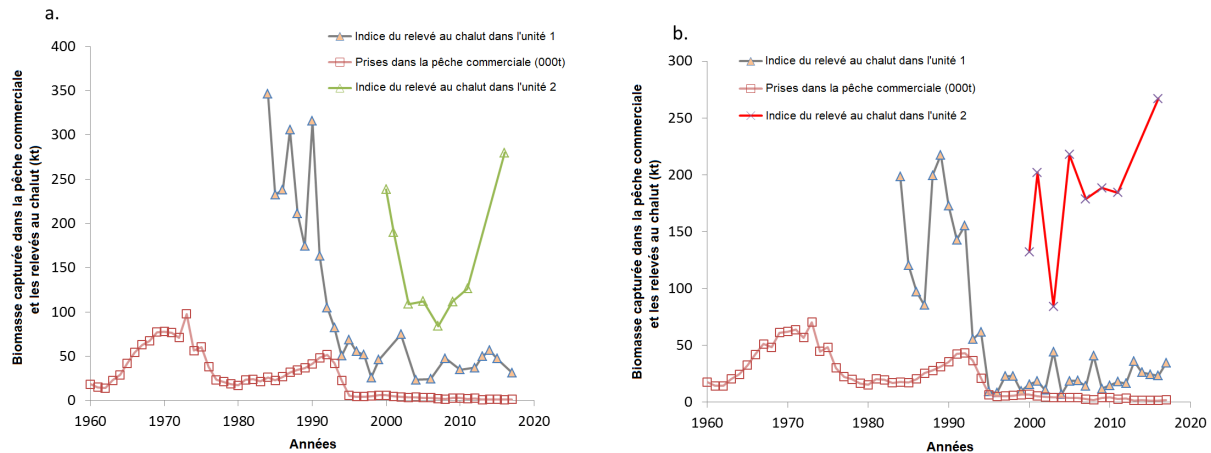 a.
Biomasse capturée dans la pêche commerciale
et les relevés au chalut (kt)
400
350
300
250
200
150
100
50
0
Indice du relevé au chalut dans l'unité 1
Prises dans la pêche commerciale (000t)
Indice du relevé au chalut dans l'unité 2
1960 1970 1980 1990 2000 2010 2020
Années
b.
Biomasse capturée dans la pêche commerciale
et les relevés au chalut (kt)
300
250
200
150
100
50
0
Indice du relevé au chalut dans l'unité 1
Prises dans la pêche commerciale (000t)
Indice du relevé au chalut dans l'unité 2
1960 1970 1980 1990 2000 2010 2020
Années